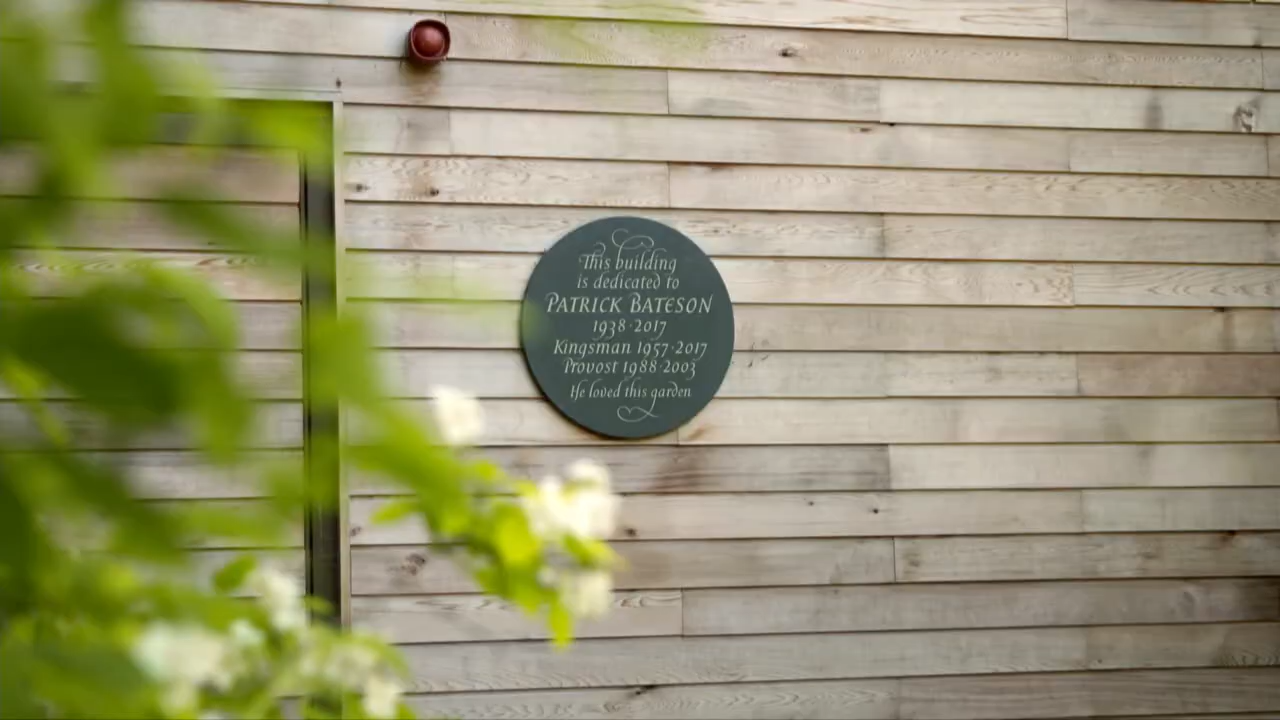 This building
is dedicated to
PATRICK BATESON
1938·2017
Kingsman 1957·2017
Provost 1988·2003
He loved this garden